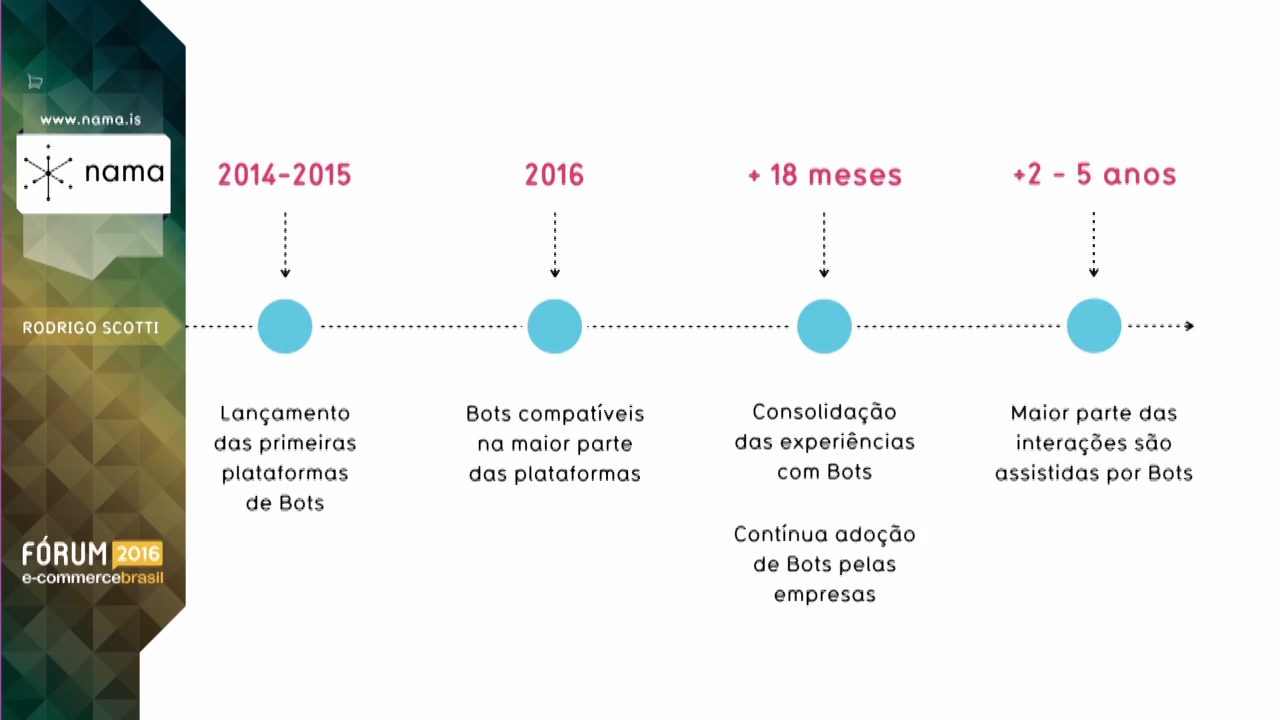 www.nama.is
nama
RODRIGO SCOTTI
FÓRUM 2016
e-commercebrasil
2014-2015
Lançamento
das primeiras
plataformas
de Bots
2016
Bots compatíveis
na maior parte
das plataformas
+ 18 meses
Consolidação
das experiências
com Bots
Contínua adoção
de Bots pelas
empresas
+2 - 5 anos
Maior parte das
interações são
assistidas por Bots